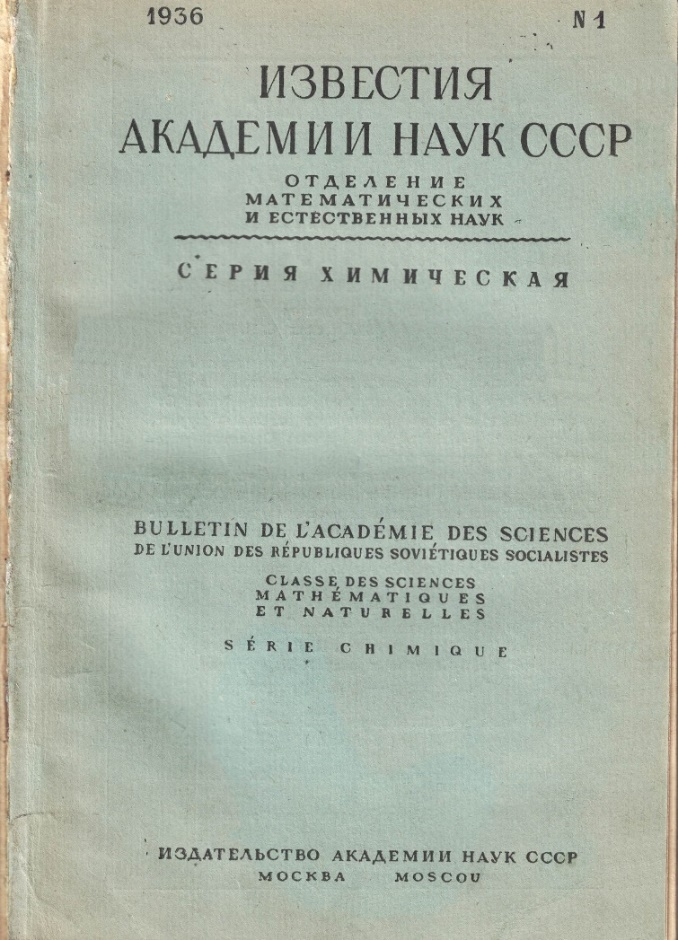 1936 N 1
ИЗВЕСТИЯ
АКАДЕМИИ НАУК СССР
ОТДЕЛЕНИЕ
МАТЕМАТИЧЕСКИХ
И ЕСТЕСТВЕННЫХ НАУК
СЕРИЯ ХИМИЧЕСКАЯ
BULLETIN DE L'ACADÉMIE DES SCIENCES
DE L'UNION DES RÉPUBLIQUES SOVIÉTIQUES SOCIALISTES
CLASSE DES SCIENCES
MATHÉMATIQUES
ET NATURELLES
SÉRIE CHIMIQUE
ИЗДАТЕЛЬСТВО АКАДЕМИИ НАУК СССР
МОСКВА MOSCOU